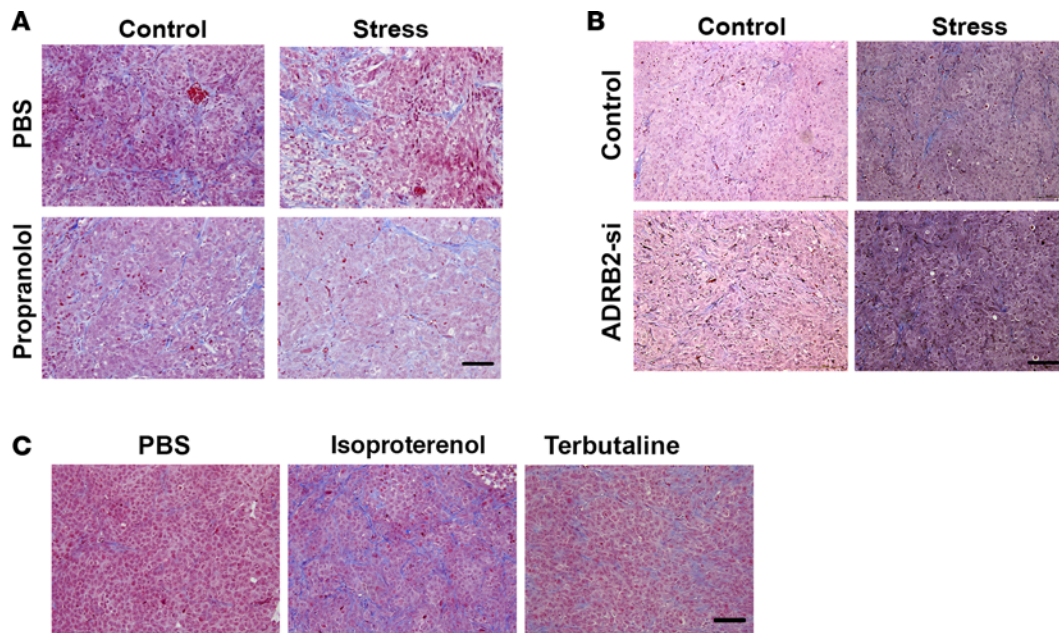 A
Control Stress
PBS
Propranolol
B
Control Stress
Control
ADRB2-si
C
PBS Isoproterenol Terbutaline